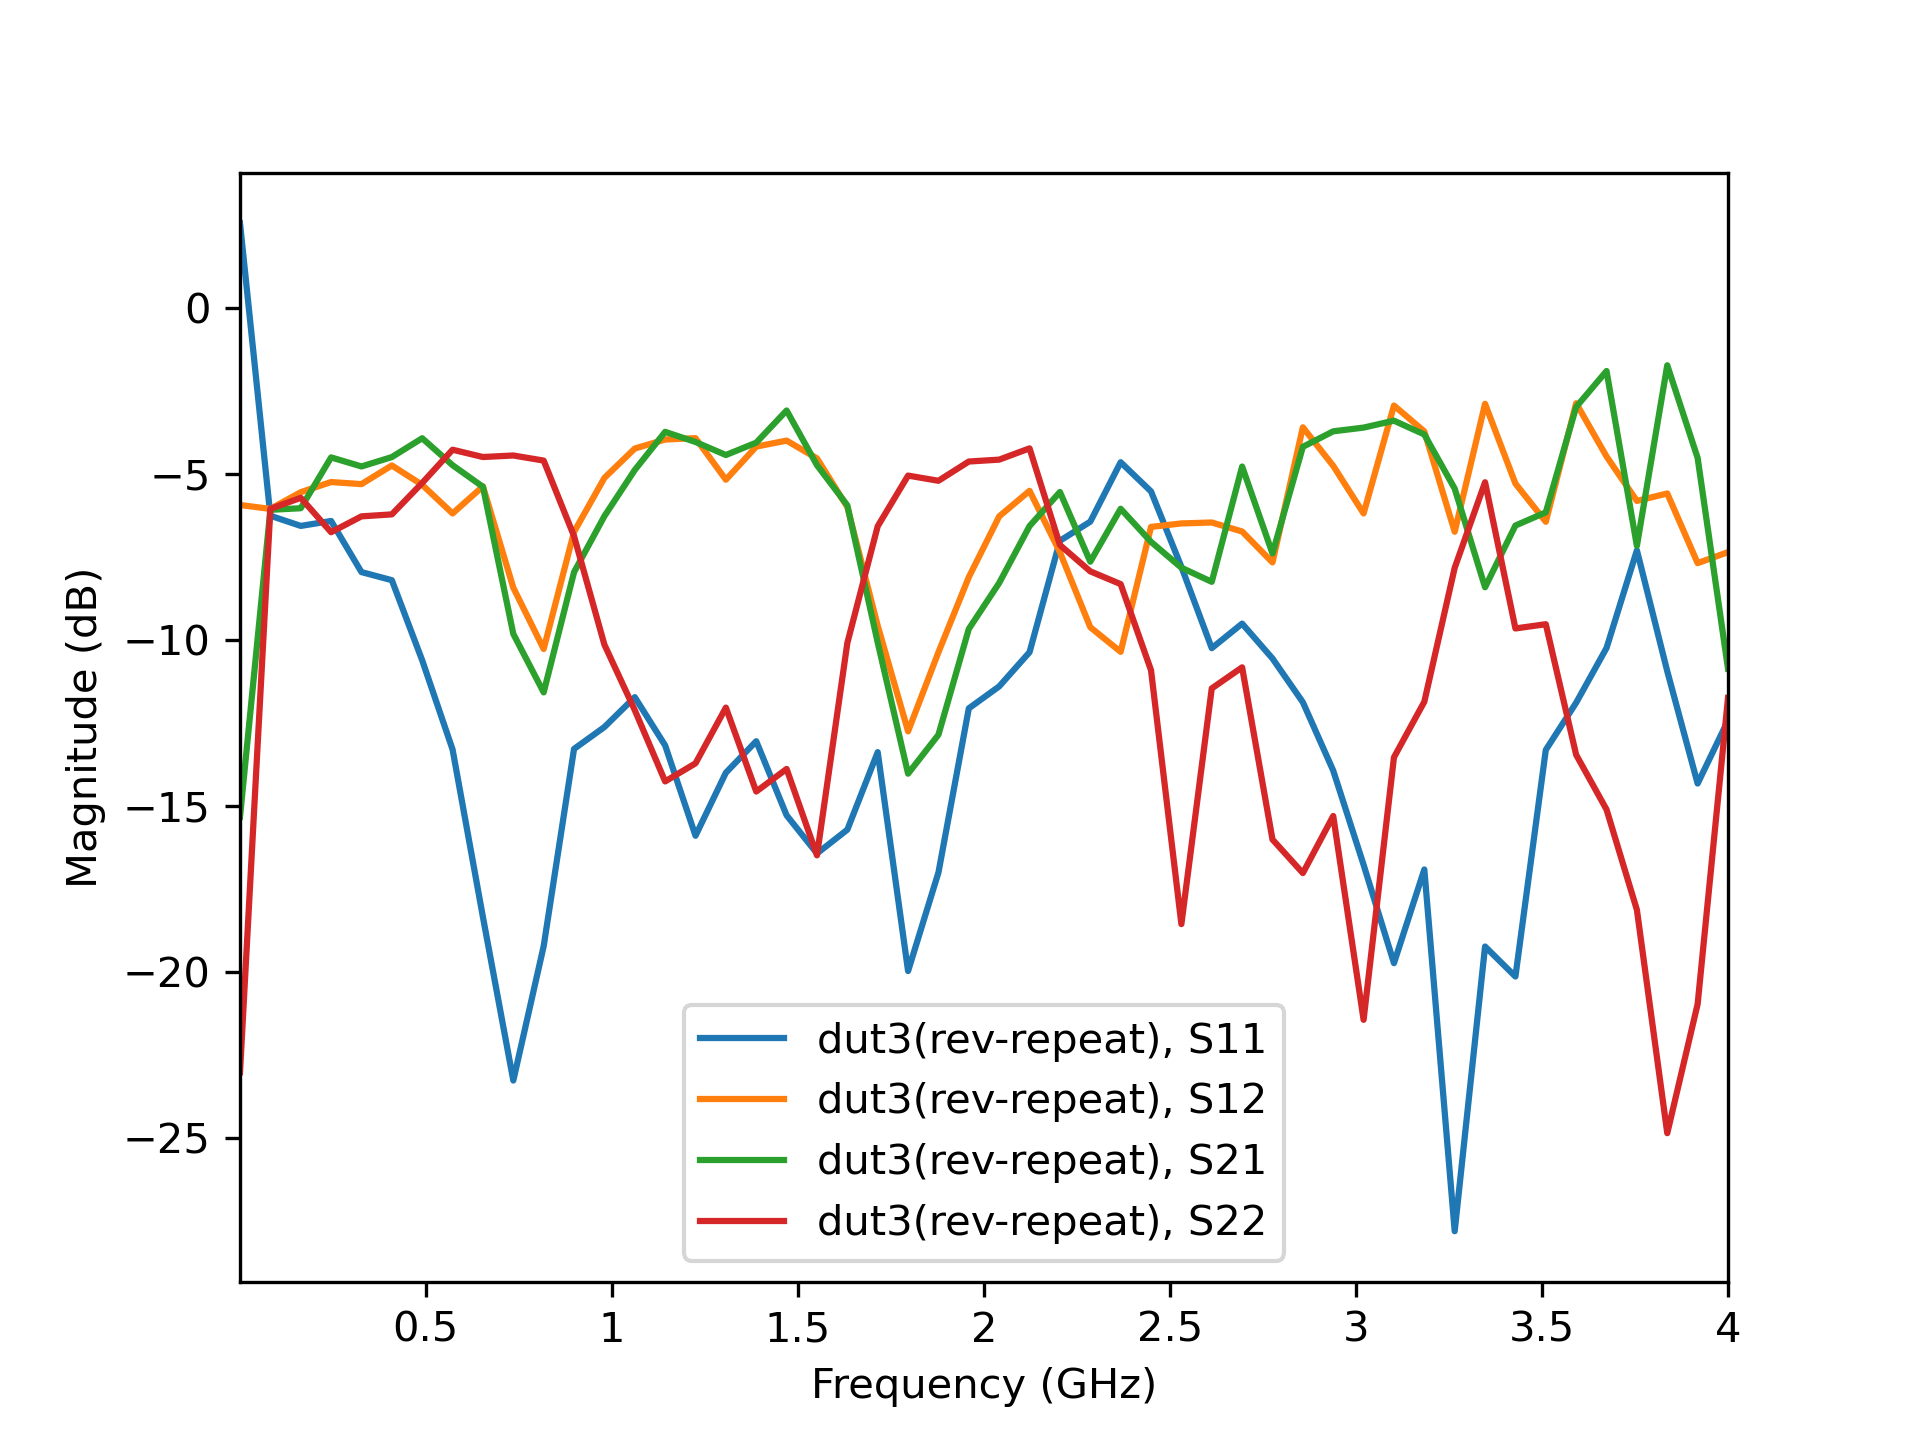 0
−5
−10
−15
−20
−25
Magnitude (dB)
dut3(rev-repeat), S11
dut3(rev-repeat), S12
dut3(rev-repeat), S21
dut3(rev-repeat), S22
0.5 1 1.5 2 2.5 3 3.5 4
Frequency (GHz)